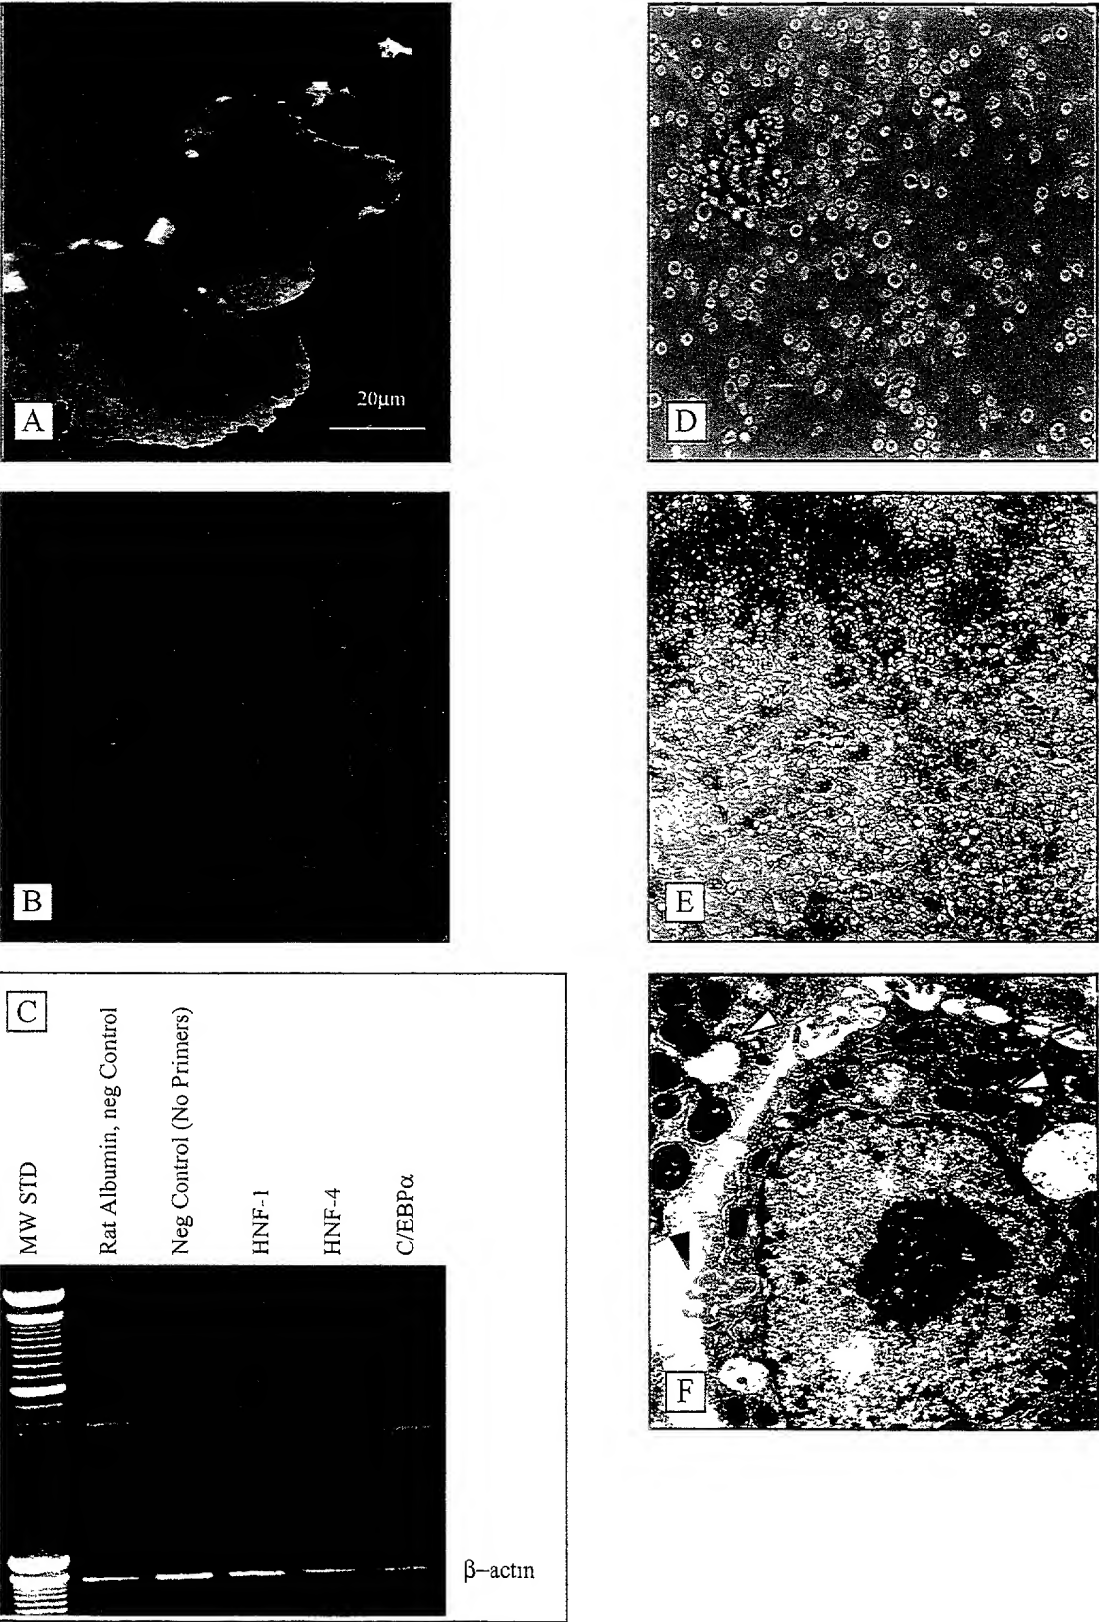 20µm
A
D
B
E
C
MW STD
Rat Albumin, neg Control
Neg Control (No Primers)
HNF-1
HNF-4
C/EBPα
β–actin
F